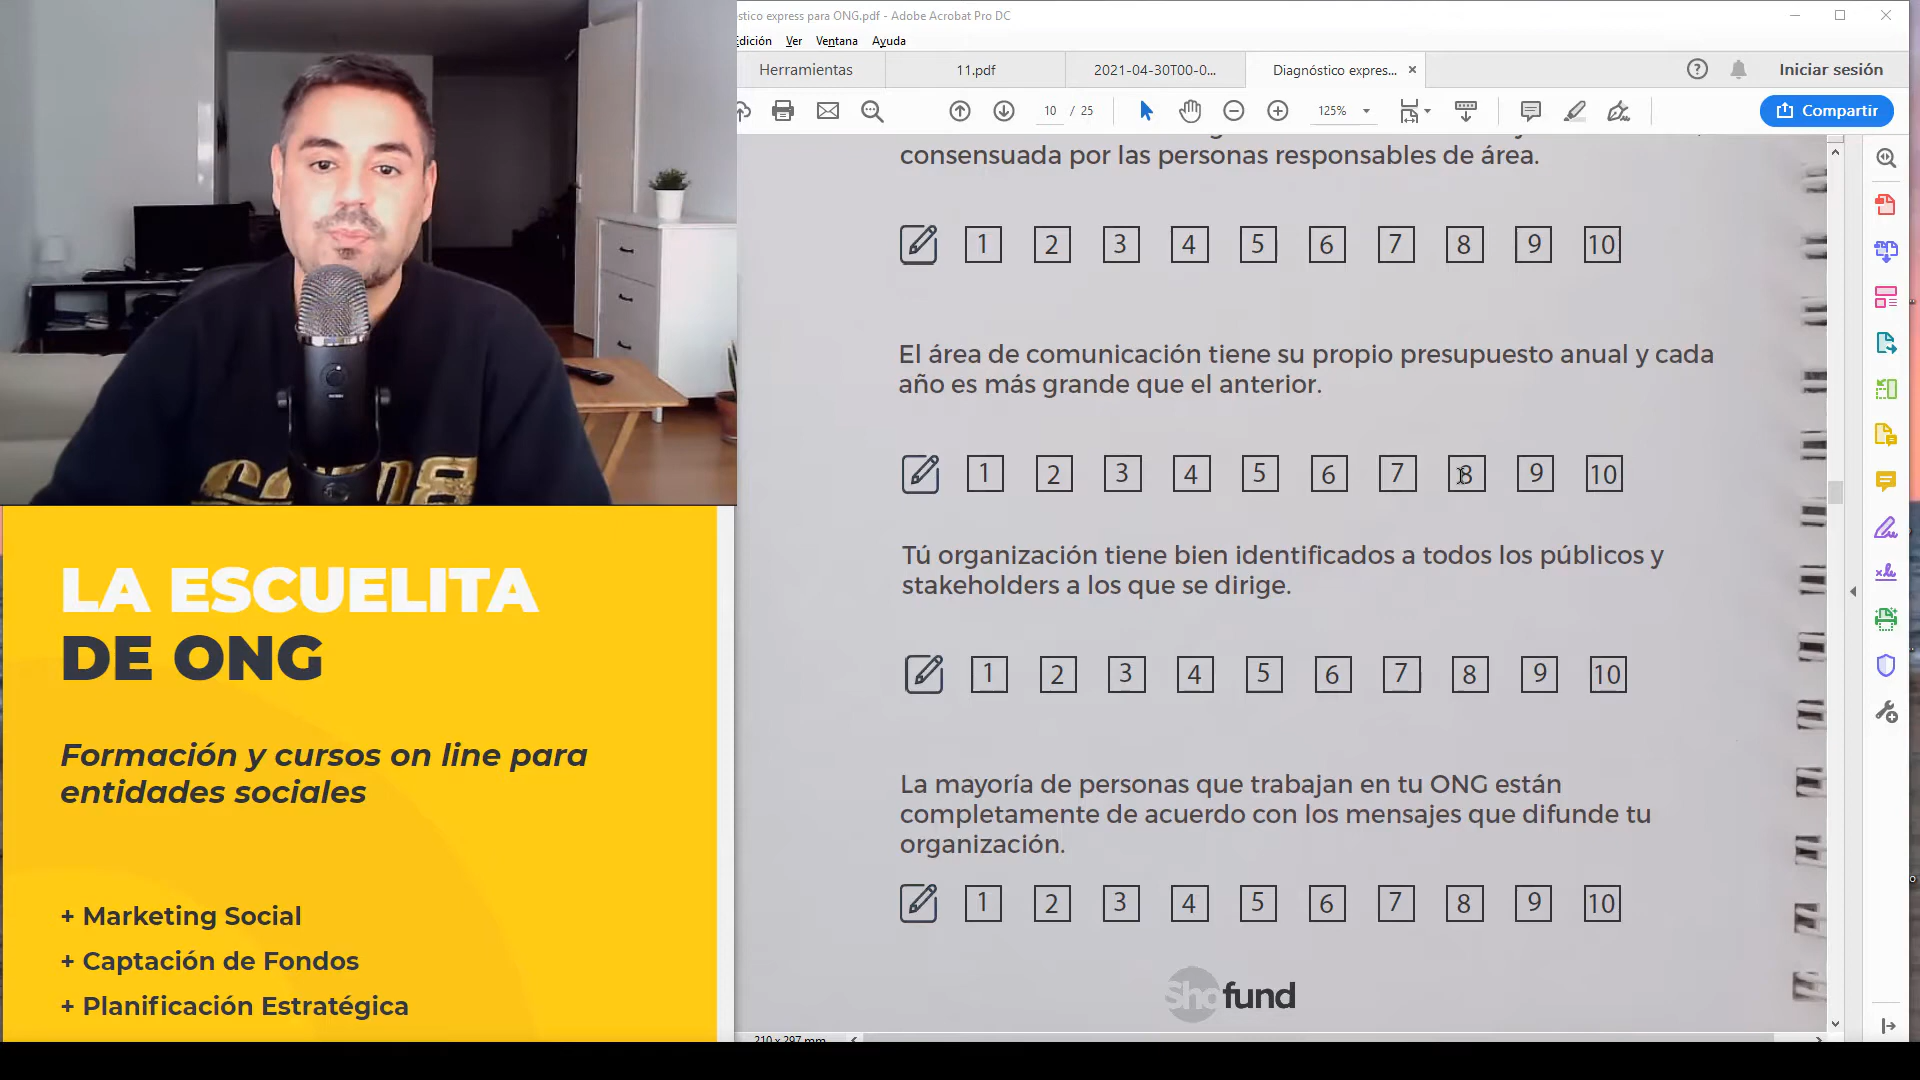 óstico express para ONG.pdf - Adobe Acrobat Pro DC
Edición Ver Ventana Ayuda
Herramientas 11.pdf 2021-04-30T00-0... Diagnóstico expres... × Iniciar sesión
10 / 25 125% Compartir
consensuada por las personas responsables de área.
1 2 3 4 5 6 7 8 9 10
El área de comunicación tiene su propio presupuesto anual y cada
año es más grande que el anterior.
1 2 3 4 5 6 7 8 9 10
Tú organización tiene bien identificados a todos los públicos y
stakeholders a los que se dirige.
1 2 3 4 5 6 7 8 9 10
La mayoría de personas que trabajan en tu ONG están
completamente de acuerdo con los mensajes que difunde tu
organización.
1 2 3 4 5 6 7 8 9 10
Shofund
210 x 297 mm
LA ESCUELITA
DE ONG
Formación y cursos on line para
entidades sociales
+ Marketing Social
+ Captación de Fondos
+ Planificación Estratégica